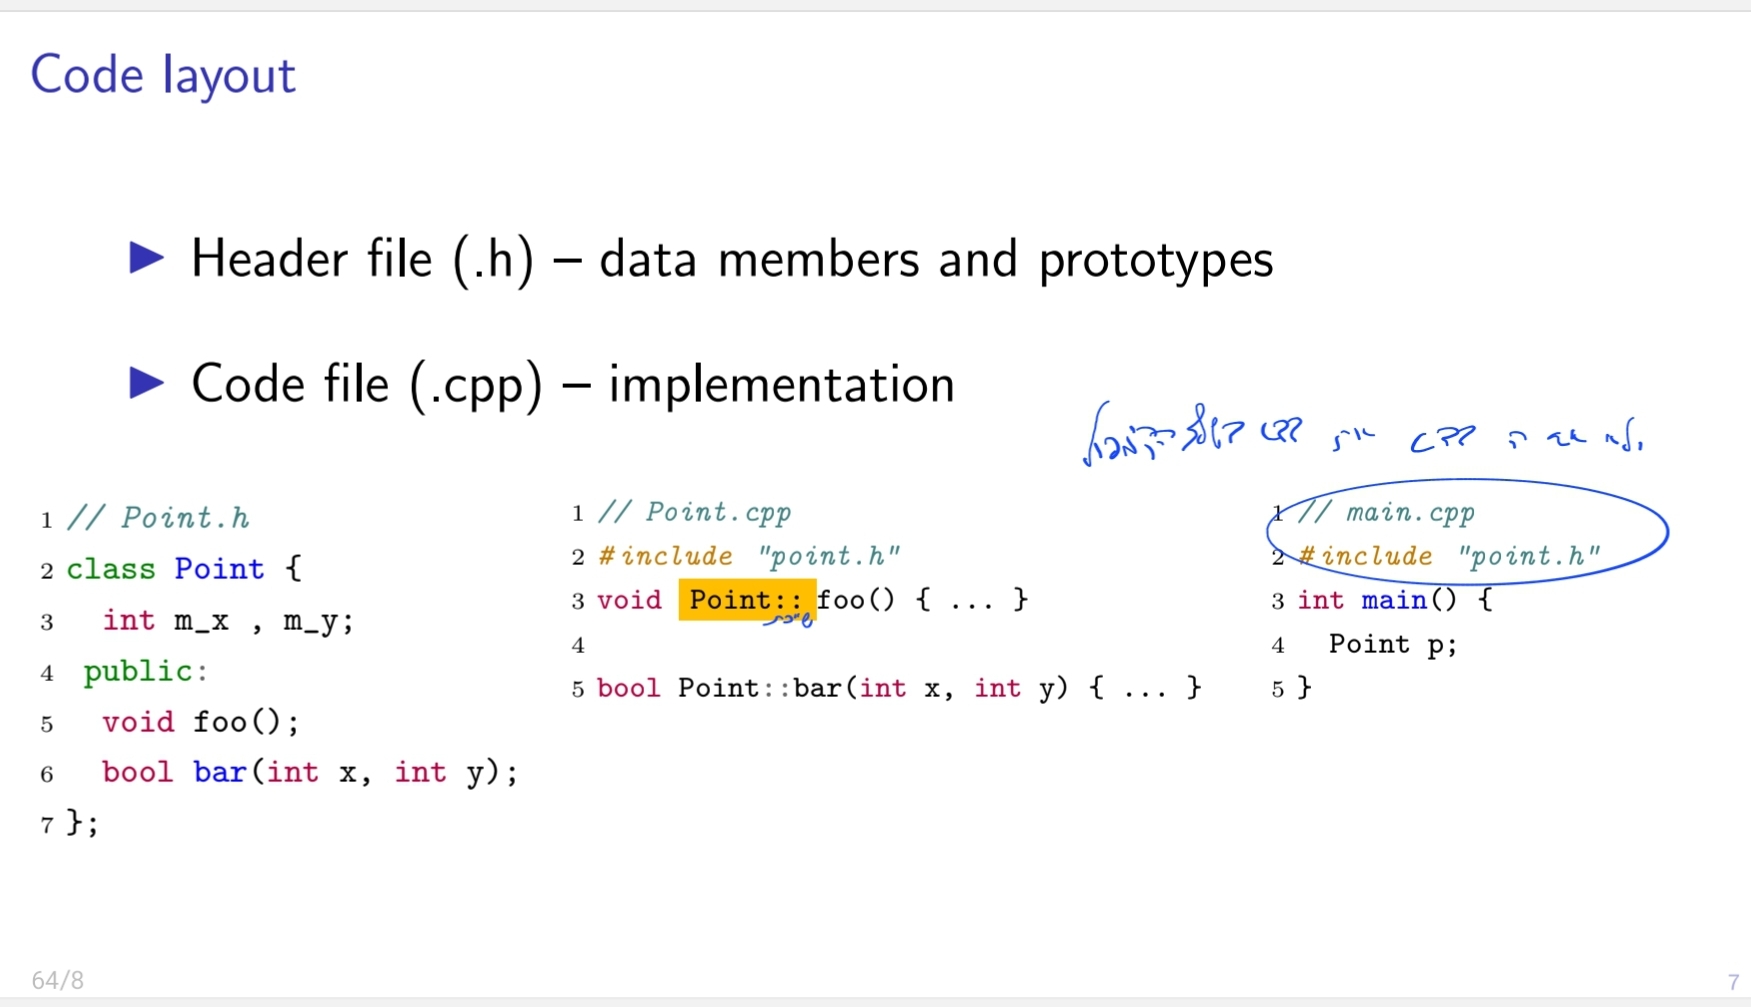 Code layout
▶ Header file (.h) – data members and prototypes
▶ Code file (.cpp) – implementation
1 // Point.h
2 class Point {
3 int m_x , m_y;
4 public:
5 void foo();
6 bool bar(int x, int y);
7 };
1 // Point.cpp
2 #include "point.h"
3 void Point::foo() { ... }
4
5 bool Point::bar(int x, int y) { ... }
1 // main.cpp
2 #include "point.h"
3 int main() {
4 Point p;
5 }
64/8
7